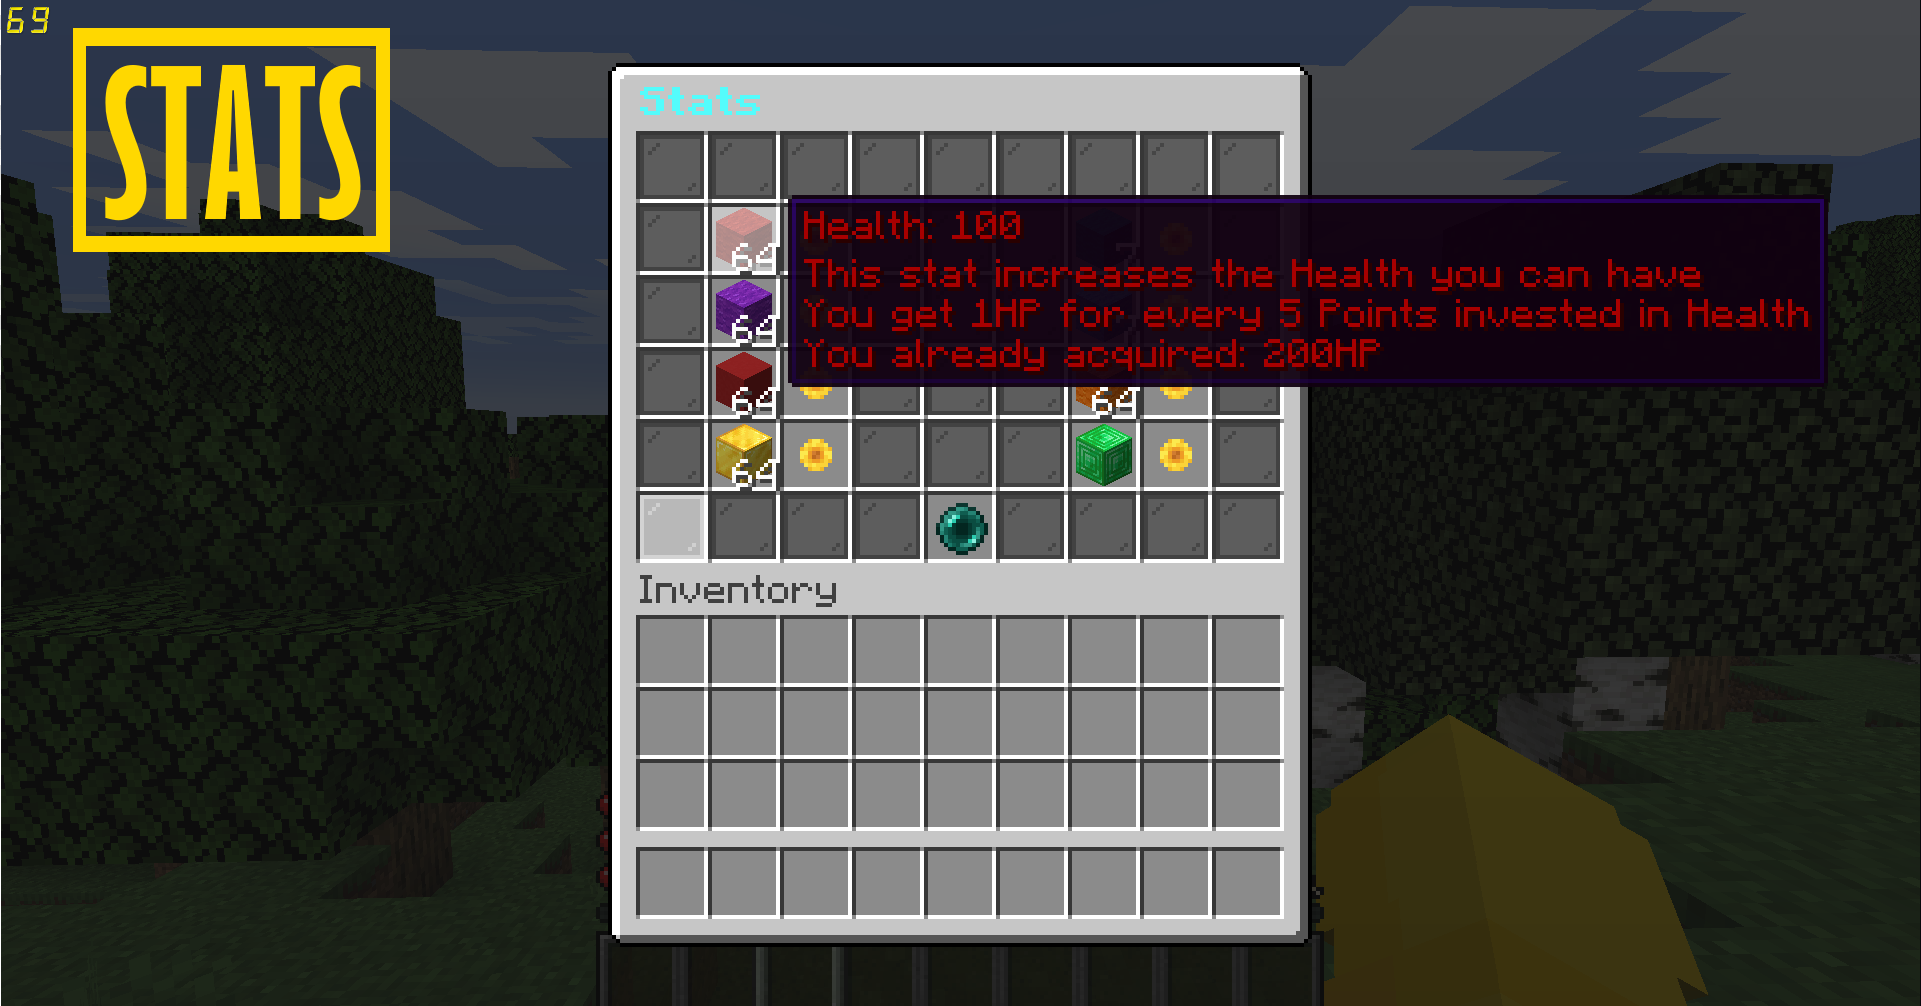 69
STATS
Stats
Health: 100
64
This stat increases the Health you can have
You get 1HP for every 5 Points invested in Health
64
You already acquired: 200HP
64
64
64
Inventory